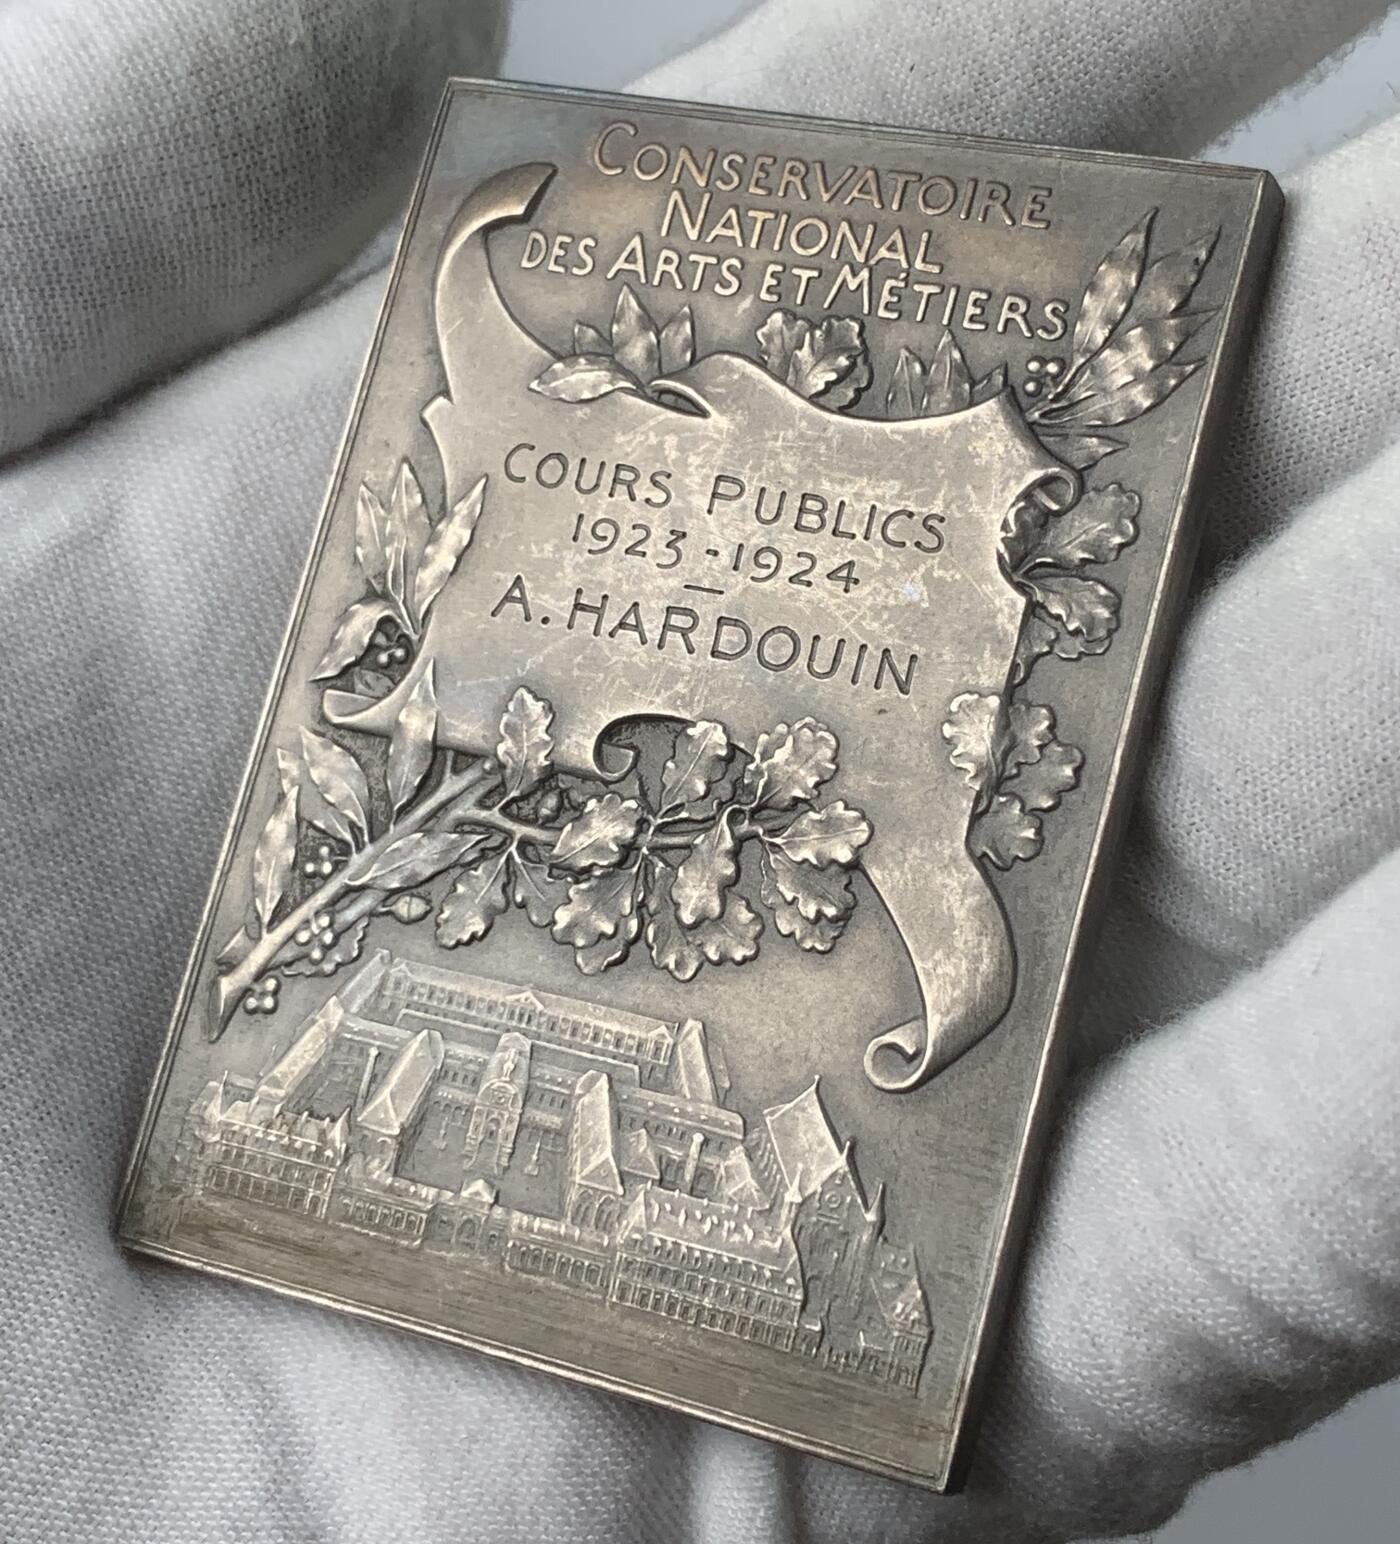 CONSERVATOIRE
NATIONAL
DES ARTS ET MÉTIERS
COURS PUBLICS
1923-1924
A. HARDOUIN